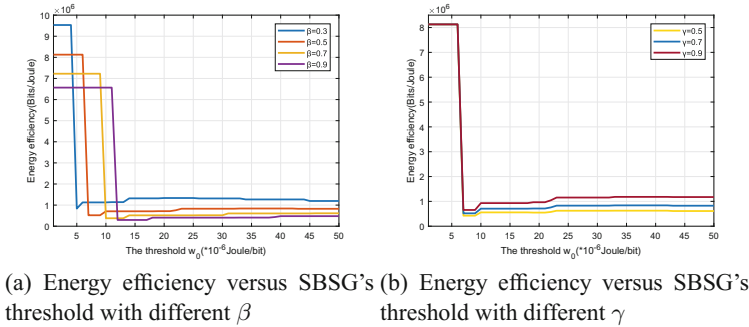 ×10⁶
10
9
8
7
6
5
4
3
2
1
0
Energy efficiency(Bits/Joule)
5 10 15 20 25 30 35 40 45 50
The threshold w₀(*10⁻⁶Joule/bit)
β=0.3
β=0.5
β=0.7
β=0.9
(a) Energy efficiency versus SBSG's
threshold with different β
×10⁶
8
7
6
5
4
3
2
1
0
Energy efficiency(Bits/Joule)
5 10 15 20 25 30 35 40 45 50
The threshold w₀(*10⁻⁶Joule/bit)
γ=0.5
γ=0.7
γ=0.9
(b) Energy efficiency versus SBSG's
threshold with different γ